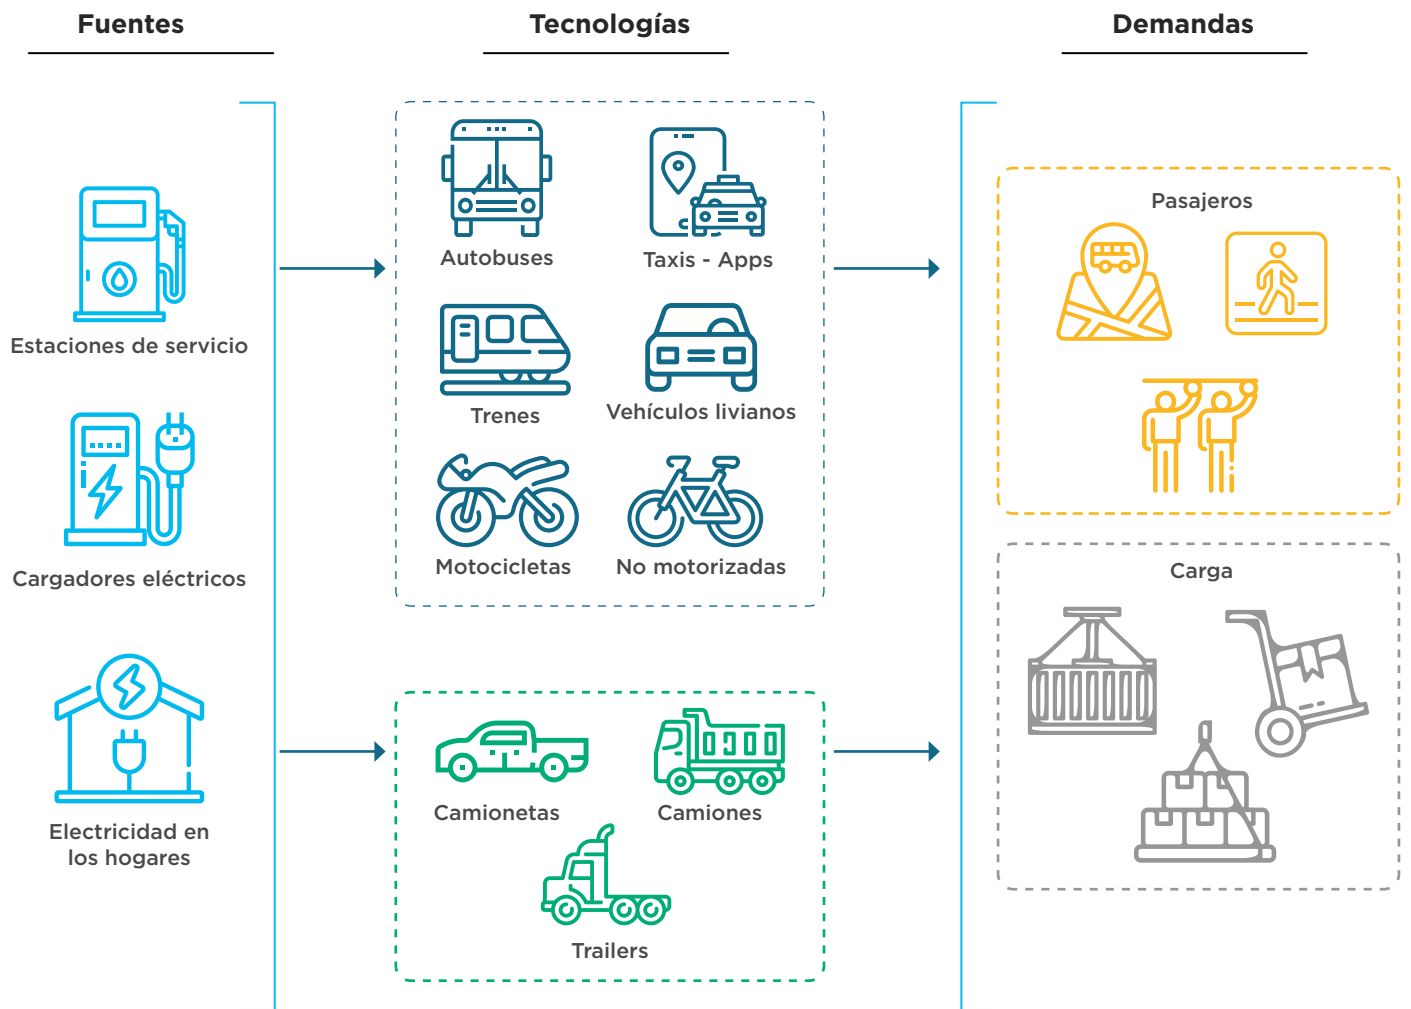 Fuentes
Tecnologías
Demandas
Estaciones de servicio
Cargadores eléctricos
Electricidad en
los hogares
Autobuses
Taxis - Apps
Trenes
Vehículos livianos
Motocicletas
No motorizadas
Camionetas
Camiones
Trailers
Pasajeros
Carga